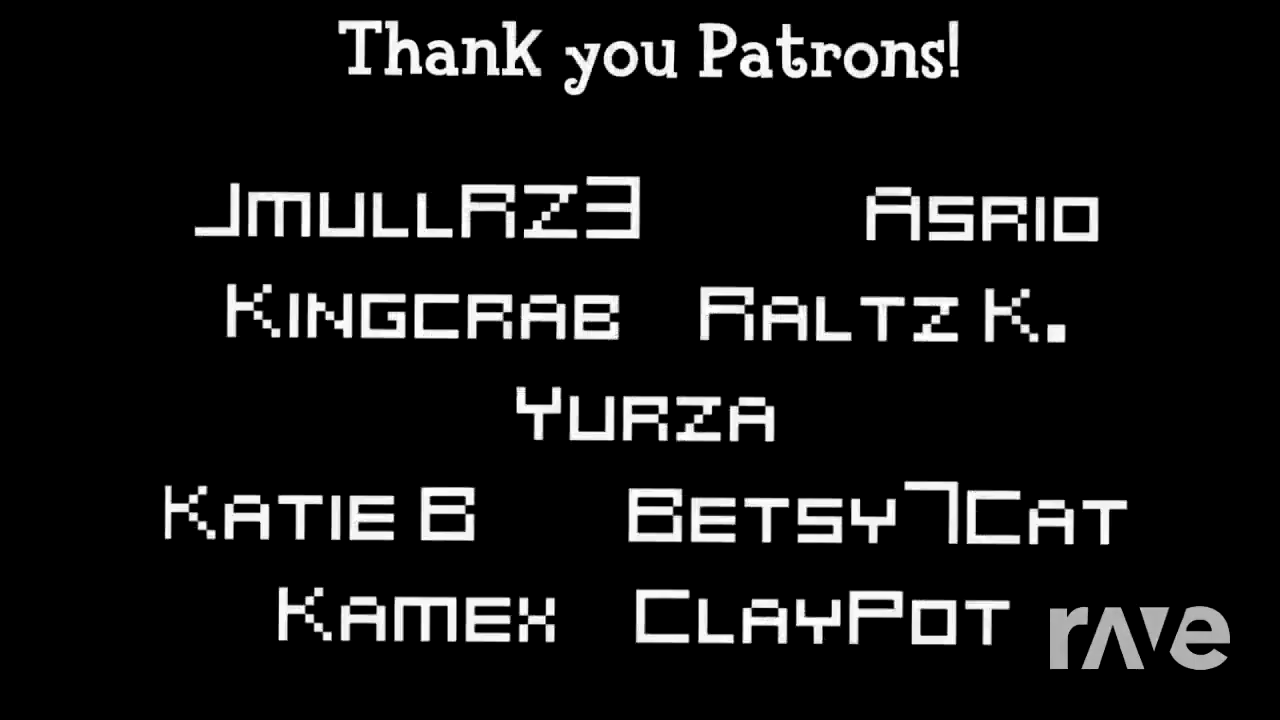 Thank you Patrons!
JmullRZ3 Asrio
Kingcrab Raltz K.
Yurza
Katie B Betsy7Cat
Kamex ClayPot
rave